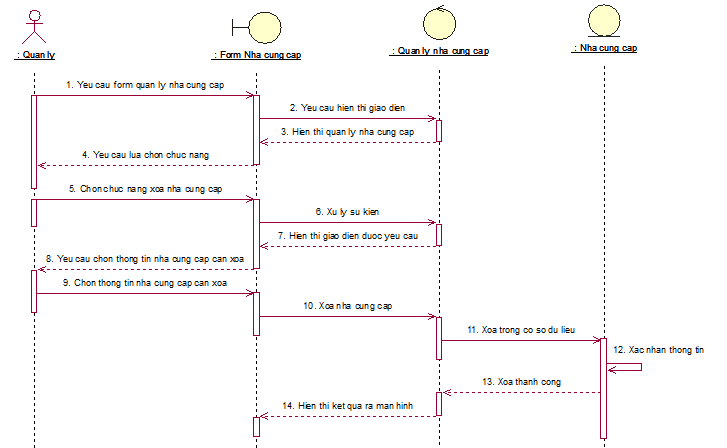 : Quan ly
: Form Nha cung cap
: Quan ly nha cung cap
: Nha cung cap
1. Yeu cau form quan ly nha cung cap
2. Yeu cau hien thi giao dien
3. Hien thi quan ly nha cung cap
4. Yeu cau lua chon chuc nang
5. Chon chuc nang xoa nha cung cap
6. Xu ly su kien
7. Hien thi giao dien duoc yeu cau
8. Yeu cau chon thong tin nha cung cap can xoa
9. Chon thong tin nha cung cap can xoa
10. Xoa nha cung cap
11. Xoa trong co so du lieu
12. Xac nhan thong tin
13. Xoa thanh cong
14. Hien thi ket qua ra man hinh